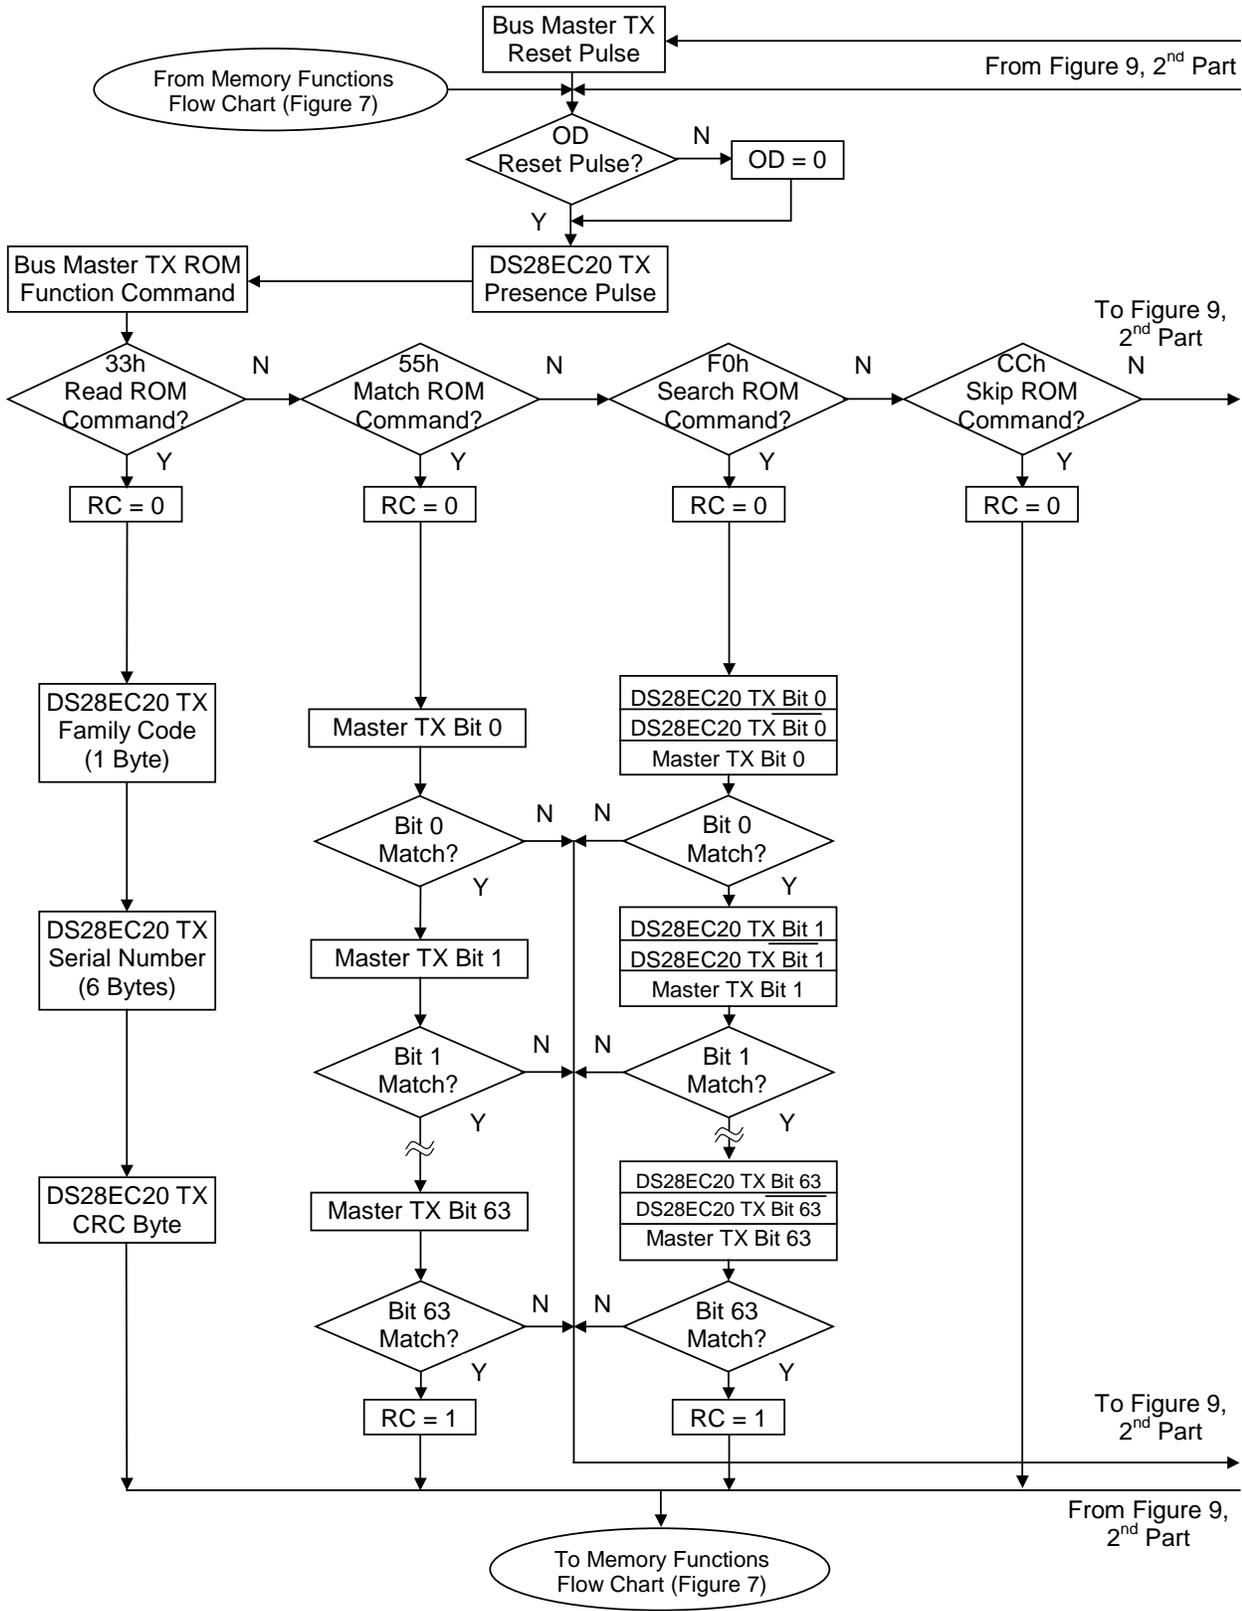 Bus Master TX
Reset Pulse
From Figure 9, 2nd Part
From Memory Functions
Flow Chart (Figure 7)
OD
Reset Pulse?
N
OD = 0
Y
Bus Master TX ROM
Function Command
DS28EC20 TX
Presence Pulse
To Figure 9,
2nd Part
33h
Read ROM
Command?
N
55h
Match ROM
Command?
N
F0h
Search ROM
Command?
N
CCh
Skip ROM
Command?
N
Y
Y
Y
Y
RC = 0
RC = 0
RC = 0
RC = 0
DS28EC20 TX
Family Code
(1 Byte)
Master TX Bit 0
DS28EC20 TX Bit 0
DS28EC20 TX Bit 0
Master TX Bit 0
Bit 0
Match?
N
N
Bit 0
Match?
Y
Y
DS28EC20 TX
Serial Number
(6 Bytes)
Master TX Bit 1
DS28EC20 TX Bit 1
DS28EC20 TX Bit 1
Master TX Bit 1
Bit 1
Match?
N
N
Bit 1
Match?
Y
Y
DS28EC20 TX
CRC Byte
Master TX Bit 63
DS28EC20 TX Bit 63
DS28EC20 TX Bit 63
Master TX Bit 63
Bit 63
Match?
N
N
Bit 63
Match?
Y
Y
RC = 1
RC = 1
To Figure 9,
2nd Part
From Figure 9,
2nd Part
To Memory Functions
Flow Chart (Figure 7)